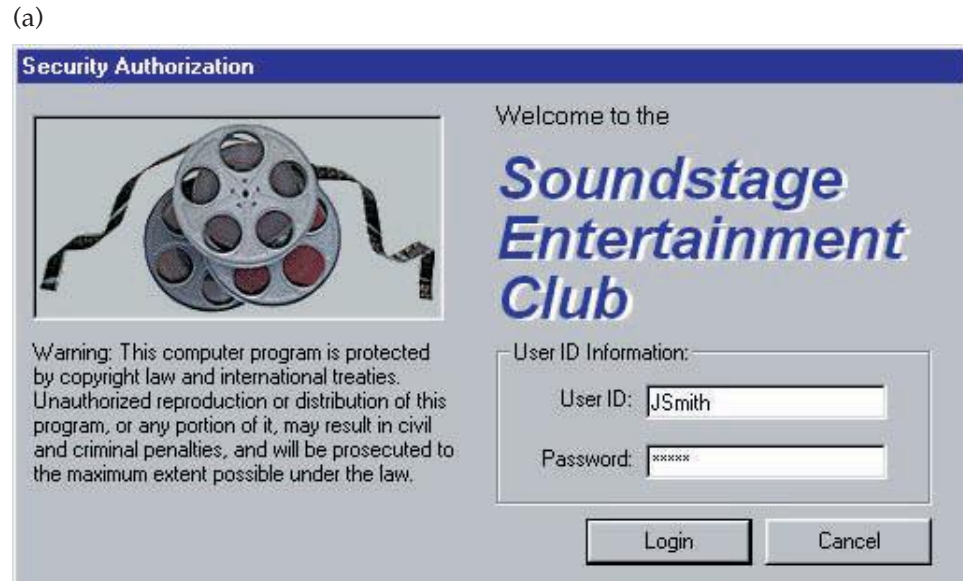 (a)
Security Authorization
Welcome to the
Soundstage
Entertainment
Club
Warning: This computer program is protected
by copyright law and international treaties.
Unauthorized reproduction or distribution of this
program, or any portion of it, may result in civil
and criminal penalties, and will be prosecuted to
the maximum extent possible under the law.
User ID Information:
User ID: JSmith
Password: *****
Login Cancel